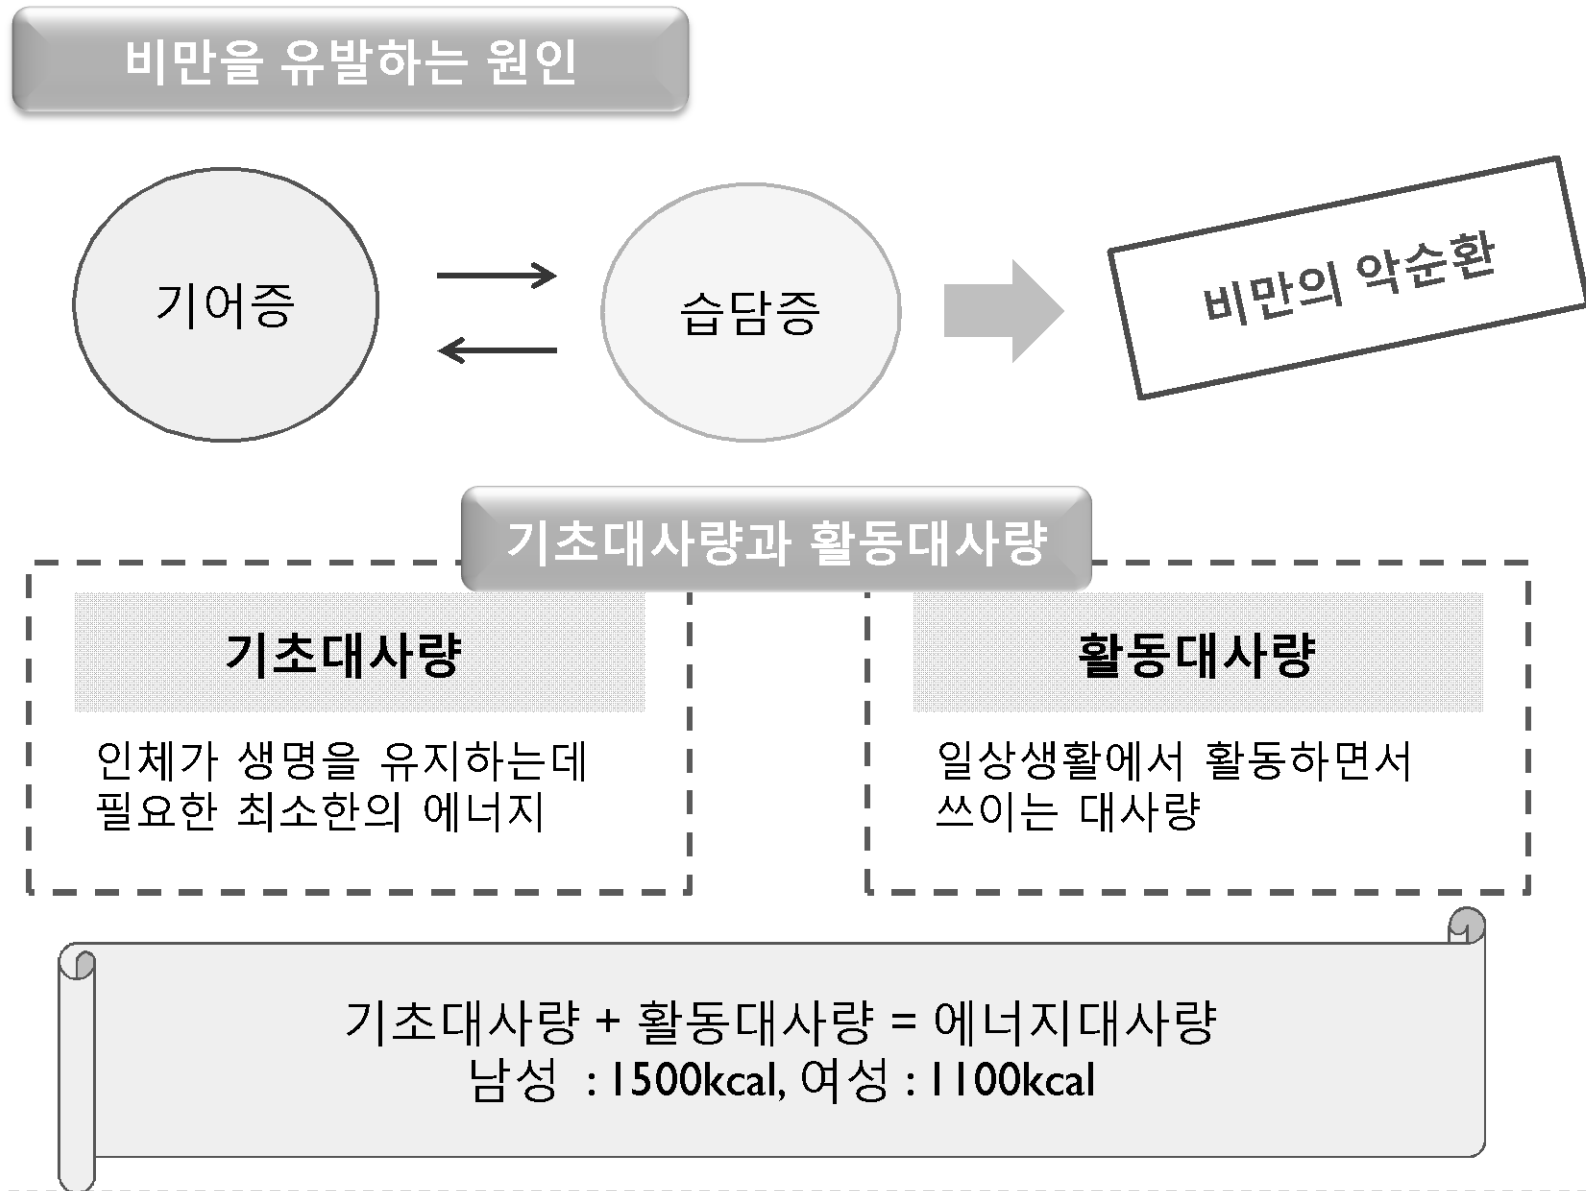 비만을 유발하는 원인
기어증
습담증
비만의 악순환
기초대사량과 활동대사량
기초대사량
인체가 생명을 유지하는데
필요한 최소한의 에너지
활동대사량
일상생활에서 활동하면서
쓰이는 대사량
기초대사량 + 활동대사량 = 에너지대사량
남성 : 1500kcal, 여성 : 1100kcal